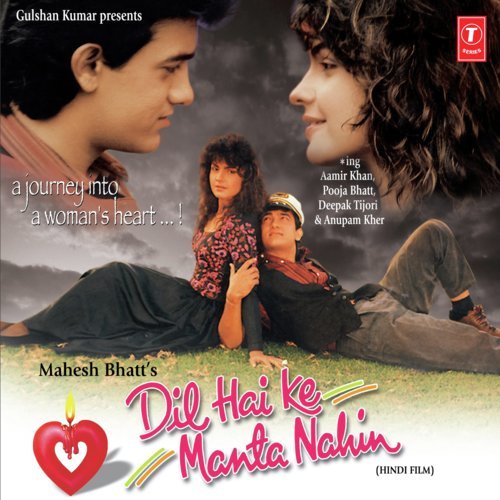 Gulshan Kumar presents
T
SERIES
*ing
Aamir Khan,
Pooja Bhatt,
Deepak Tijori
& Anupam Kher
a journey into
a woman's heart ... !
Mahesh Bhatt's
Dil Hai Ke
Manta Nahin
(HINDI FILM)